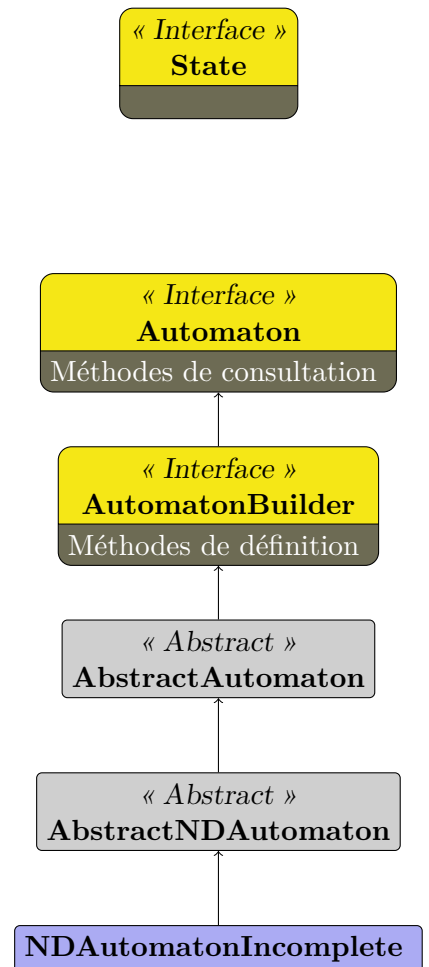 « Interface »
State
« Interface »
Automaton
Méthodes de consultation
« Interface »
AutomatonBuilder
Méthodes de définition
« Abstract »
AbstractAutomaton
« Abstract »
AbstractNDAutomaton
NDAutomatonIncomplete